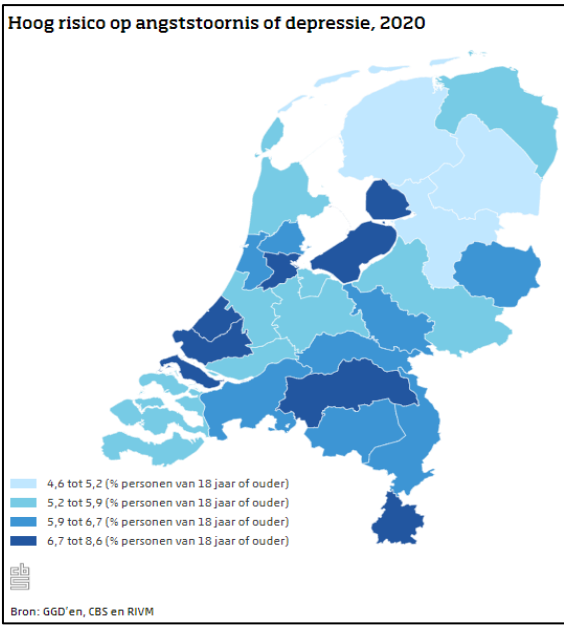 Hoog risico op angststoornis of depressie, 2020
4,6 tot 5,2 (% personen van 18 jaar of ouder)
5,2 tot 5,9 (% personen van 18 jaar of ouder)
5,9 tot 6,7 (% personen van 18 jaar of ouder)
6,7 tot 8,6 (% personen van 18 jaar of ouder)
cbs
Bron: GGD'en, CBS en RIVM